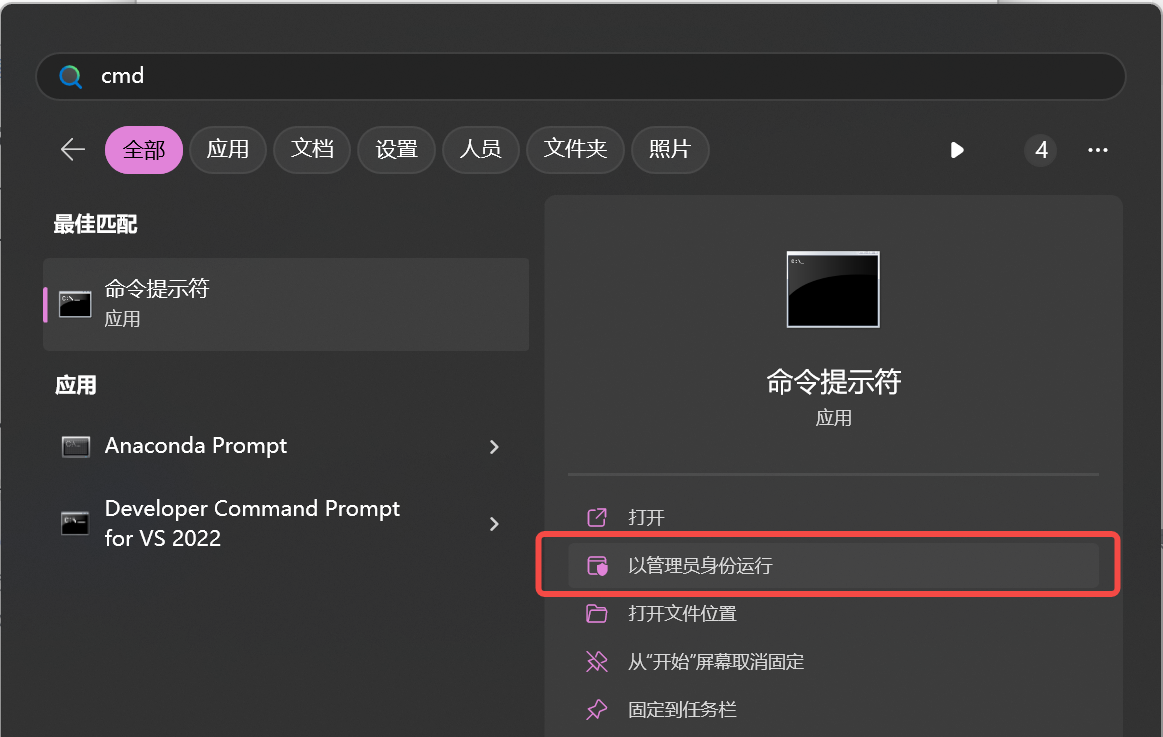 cmd
全部
应用
文档
设置
人员
文件夹
照片
4
最佳匹配
命令提示符
应用
应用
Anaconda Prompt
Developer Command Prompt
for VS 2022
命令提示符
应用
打开
以管理员身份运行
打开文件位置
从“开始”屏幕取消固定
固定到任务栏